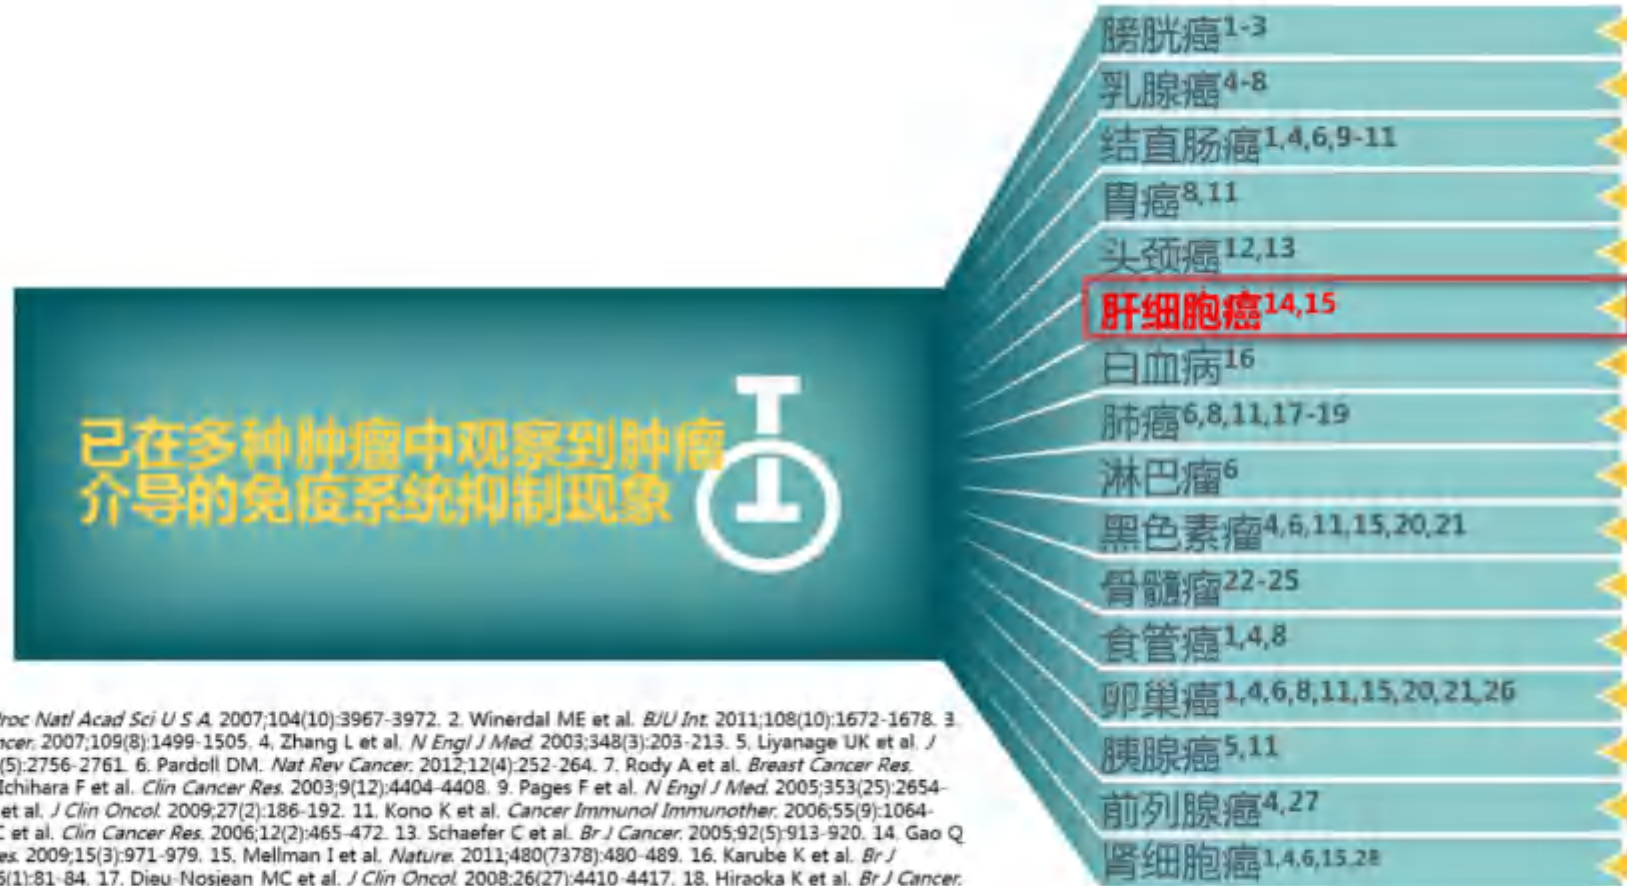 已在多种肿瘤中观察到肿瘤
介导的免疫系统抑制现象
膀胱癌1-3
乳腺癌4-8
结直肠癌1,4,6,9-11
胃癌8,11
头颈癌12,13
肝细胞癌14,15
白血病16
肺癌6,8,11,17-19
淋巴瘤6
黑色素瘤4,6,11,15,20,21
骨髓瘤22-25
食管癌1,4,8
卵巢癌1,4,6,8,11,15,20,21,26
胰腺癌5,11
前列腺癌4,27
肾细胞癌1,4,6,15,28
roc Natl Acad Sci U S A. 2007;104(10):3967-3972. 2. Winerdal ME et al. BJU Int. 2011;108(10):1672-1678. 3.
ncer. 2007;109(8):1499-1505. 4. Zhang L et al. N Engl J Med. 2003;348(3):203-213. 5. Liyanage UK et al. J
(5):2756-2761. 6. Pardoll DM. Nat Rev Cancer. 2012;12(4):252-264. 7. Rody A et al. Breast Cancer Res.
Ichihara F et al. Clin Cancer Res. 2003;9(12):4404-4408. 9. Pages F et al. N Engl J Med. 2005;353(25):2654-
et al. J Clin Oncol. 2009;27(2):186-192. 11. Kono K et al. Cancer Immunol Immunother. 2006;55(9):1064-
C et al. Clin Cancer Res. 2006;12(2):465-472. 13. Schaefer C et al. Br J Cancer. 2005;92(5):913-920. 14. Gao Q
es. 2009;15(3):971-979. 15. Mellman I et al. Nature. 2011;480(7378):480-489. 16. Karube K et al. Br J
6(1):81-84. 17. Dieu-Nosjean MC et al. J Clin Oncol. 2008;26(27):4410-4417. 18. Hiraoka K et al. Br J Cancer.